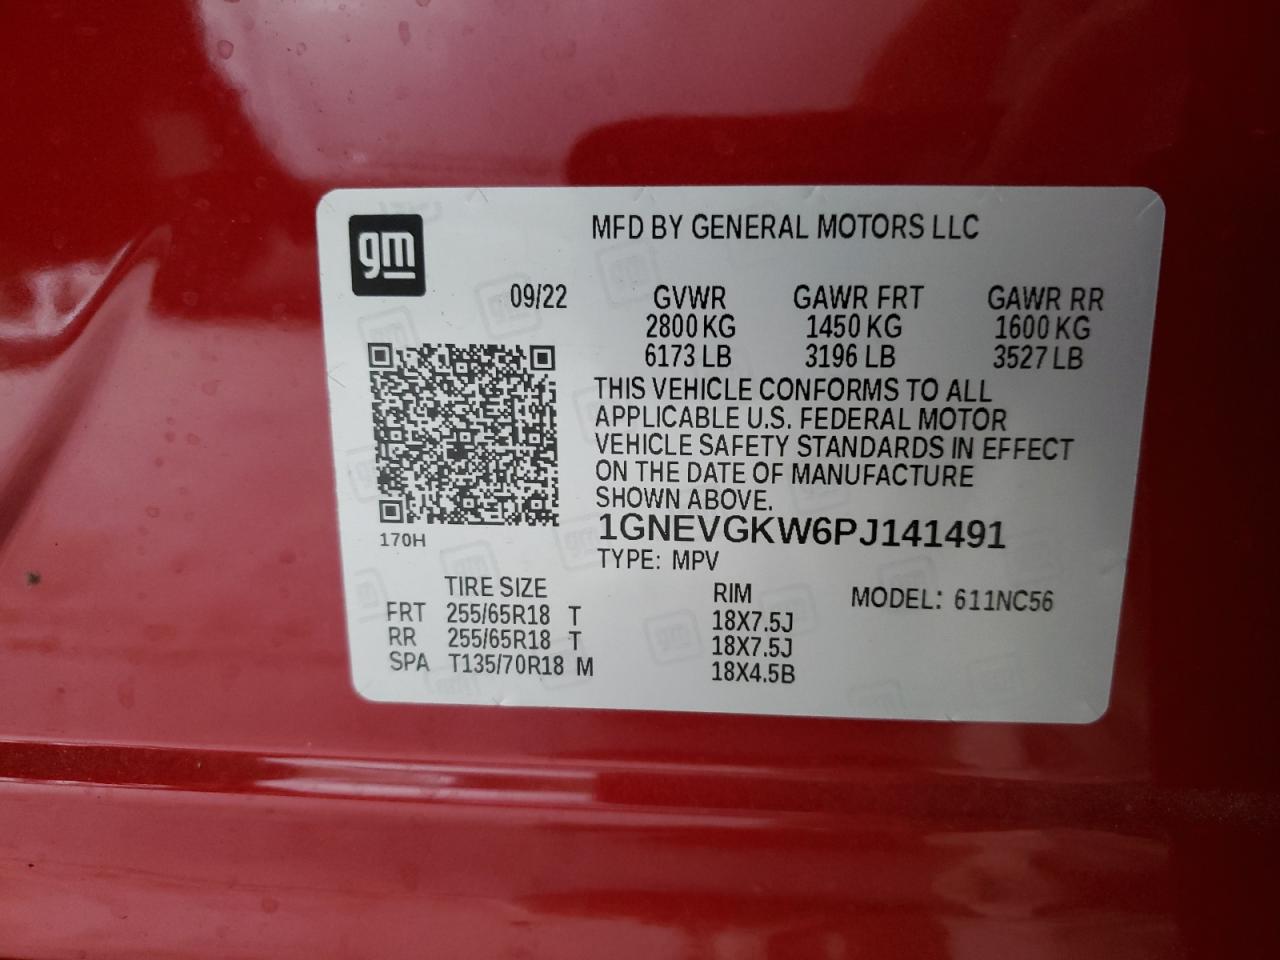 gm
MFD BY GENERAL MOTORS LLC
09/22 GVWR GAWR FRT GAWR RR
2800 KG 1450 KG 1600 KG
6173 LB 3196 LB 3527 LB
THIS VEHICLE CONFORMS TO ALL
APPLICABLE U.S. FEDERAL MOTOR
VEHICLE SAFETY STANDARDS IN EFFECT
ON THE DATE OF MANUFACTURE
SHOWN ABOVE.
1GNEVGKW6PJ141491
170H
TYPE: MPV
TIRE SIZE RIM MODEL: 611NC56
FRT 255/65R18 T 18X7.5J
RR 255/65R18 T 18X7.5J
SPA T135/70R18 M 18X4.5B